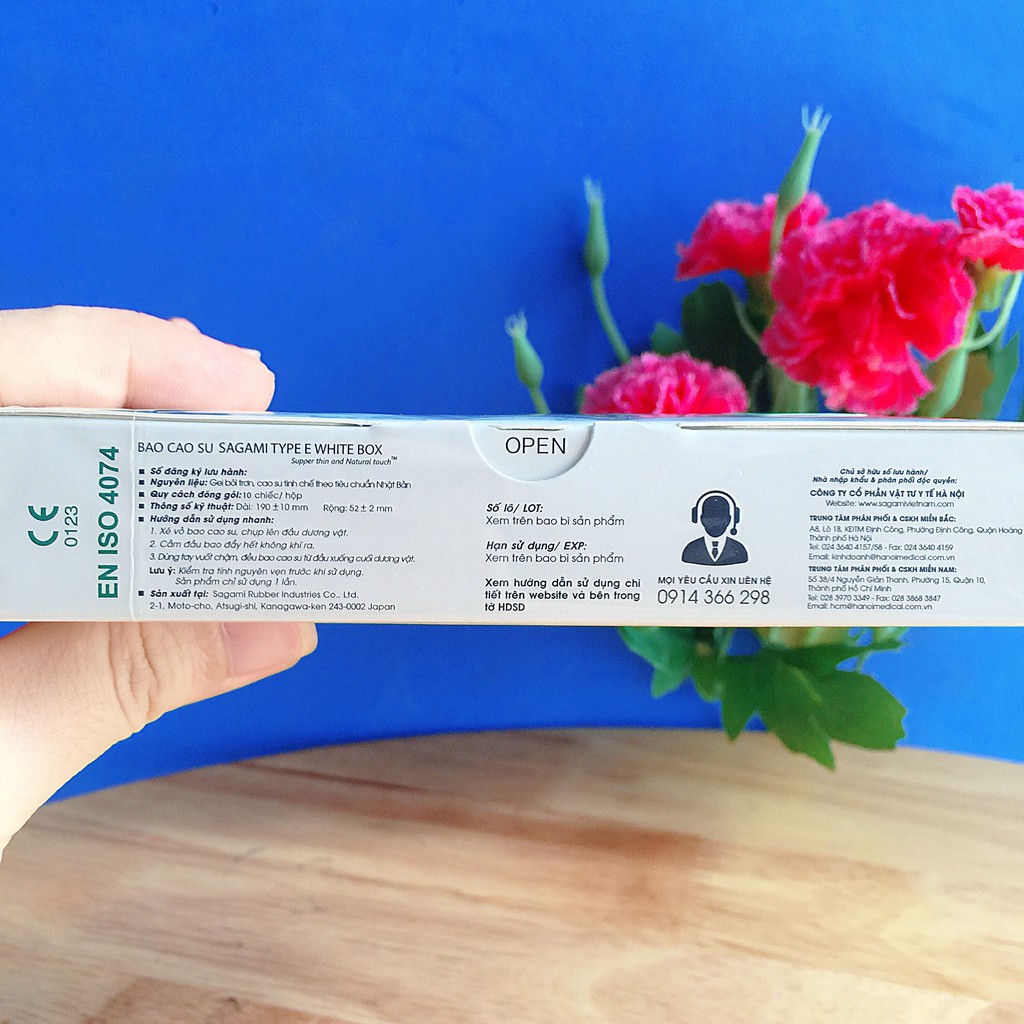 CE
0123
EN ISO 4074
BAO CAO SU SAGAMI TYPE E WHITE BOX
Supper thin and Natural touch™
Số đăng ký lưu hành:
Nguyên liệu: Gel bôi trơn, cao su tinh chế theo tiêu chuẩn Nhật Bản
Quy cách đóng gói: 10 chiếc/ hộp
Thông số kỹ thuật: Dài: 190 ± 10 mm Rộng: 52 ± 2 mm
Hướng dẫn sử dụng nhanh:
1. Xé vỏ bao cao su, chụp lên đầu dương vật.
2. Cầm đầu bao đẩy hết không khí ra.
3. Dùng tay vuốt chậm, đều bao cao su từ đầu xuống cuối dương vật.
Lưu ý: Kiểm tra tính nguyên vẹn trước khi sử dụng.
Sản phẩm chỉ sử dụng 1 lần.
Sản xuất tại: Sagami Rubber Industries Co., Ltd.
2-1, Moto-cho, Atsugi-shi, Kanagawa-ken 243-0002 Japan
OPEN
Số lô/ LOT:
Xem trên bao bì sản phẩm
Hạn sử dụng/ EXP:
Xem trên bao bì sản phẩm
Xem hướng dẫn sử dụng chi
tiết trên website và bên trong
tờ HDSD
MỌI YÊU CẦU XIN LIÊN HỆ
0914 366 298
Chủ sở hữu số lưu hành/
Nhà nhập khẩu & phân phối độc quyền:
CÔNG TY CỔ PHẦN VẬT TƯ Y TẾ HÀ NỘI
Website: www.sagamivietnam.com
TRUNG TÂM PHÂN PHỐI & CSKH MIỀN BẮC:
A8, Lô 18, KĐTM Định Công, Phường Định Công, Quận Hoàng
Thành phố Hà Nội
Tel: 024 3640 4157/58 - Fax: 024 3640 4159
Email: kinhdoanh@hanoimedical.com.vn
TRUNG TÂM PHÂN PHỐI & CSKH MIỀN NAM:
Số 38/4 Nguyễn Giản Thanh, Phường 15, Quận 10,
Thành phố Hồ Chí Minh
Tel: 028 3970 3349 - Fax: 028 3868 3847
Email: hcm@hanoimedical.com.vn